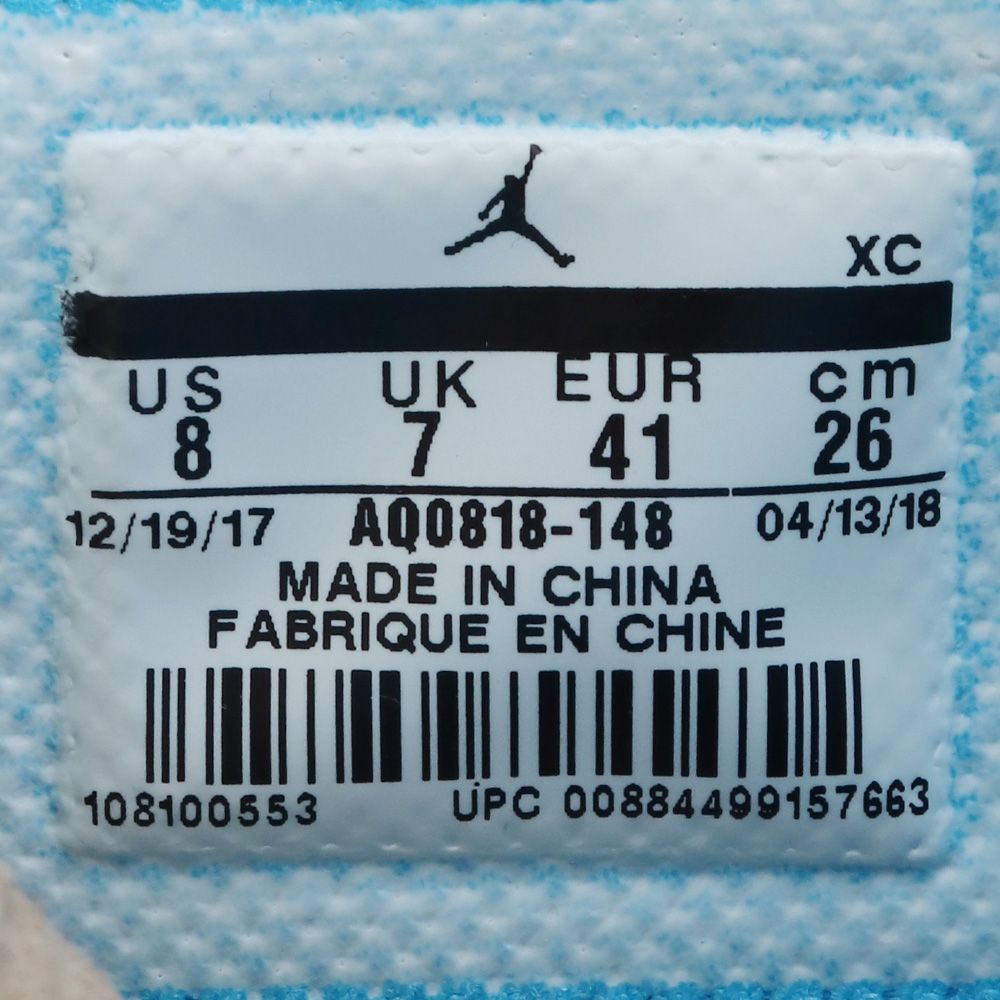 XC
US UK EUR cm
8 7 41 26
12/19/17 AQ0818-148 04/13/18
MADE IN CHINA
FABRIQUE EN CHINE
108100553 UPC 00884499157663